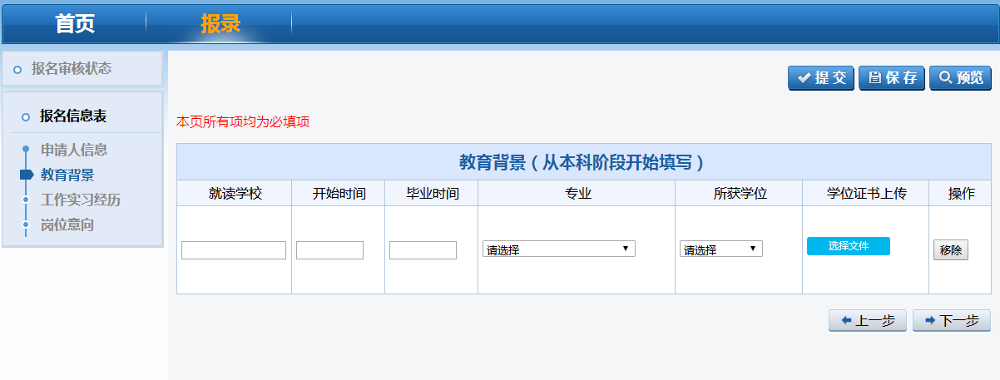 首页 报录
报名审核状态
报名信息表
申请人信息
教育背景
工作实习经历
岗位意向
提交 保存 预览
本页所有项均为必填项
教育背景（从本科阶段开始填写）
就读学校 开始时间 毕业时间 专业 所获学位 学位证书上传 操作
请选择 请选择 选择文件 移除
上一步 下一步